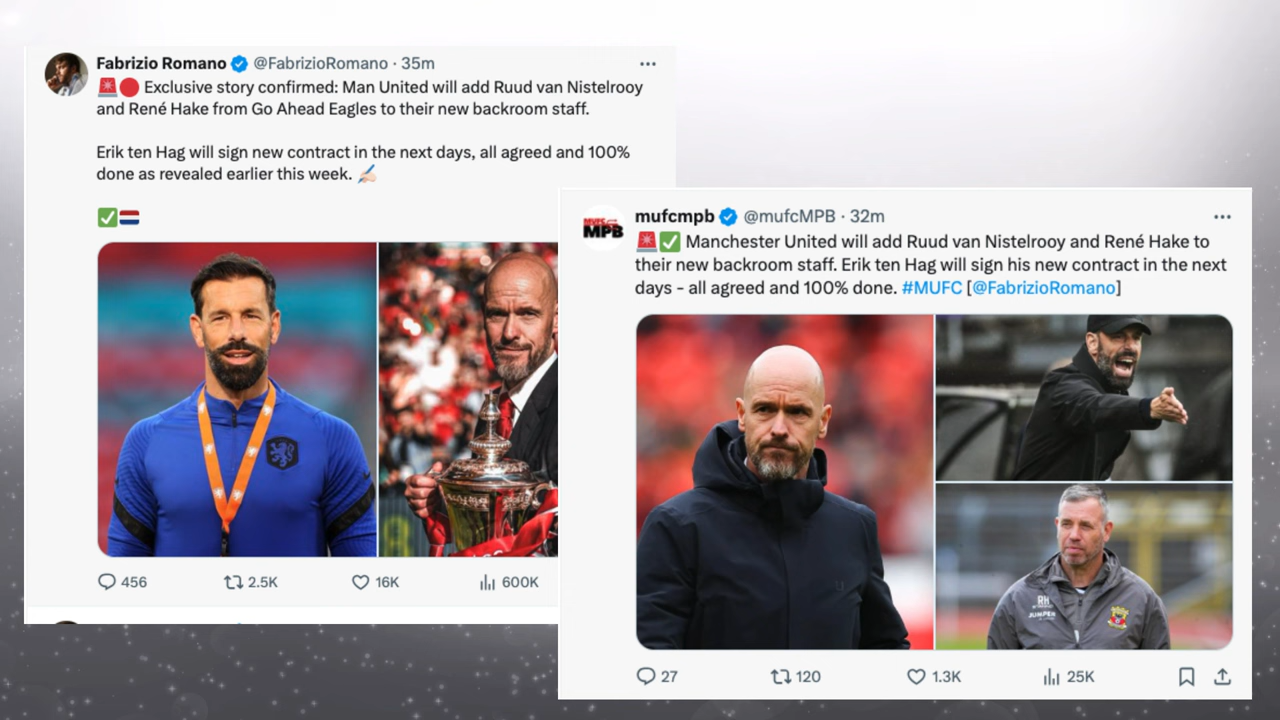 Fabrizio Romano @FabrizioRomano · 35m
🚨🔴 Exclusive story confirmed: Man United will add Ruud van Nistelrooy
and René Hake from Go Ahead Eagles to their new backroom staff.
Erik ten Hag will sign new contract in the next days, all agreed and 100%
done as revealed earlier this week. ✍🏻
✅🇳🇱
456 2.5K 16K 600K
MUFC
MPB
mufcmpb @mufcMPB · 32m
🚨✅ Manchester United will add Ruud van Nistelrooy and René Hake to
their new backroom staff. Erik ten Hag will sign his new contract in the next
days - all agreed and 100% done. #MUFC [@FabrizioRomano]
RH
JUMPER
27 120 1.3K 25K